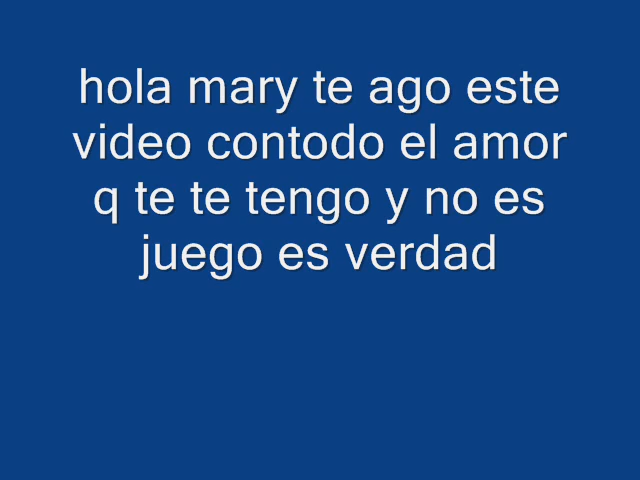 hola mary te ago este
video contodo el amor
q te te tengo y no es
juego es verdad